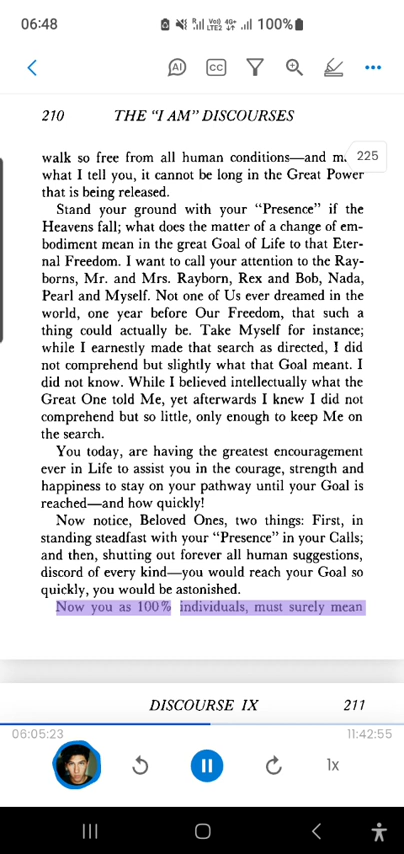 06:48
Vo) 4G+
LTE2
100%
AI
CC
210 THE “I AM” DISCOURSES
225
walk so free from all human conditions—and m
what I tell you, it cannot be long in the Great Power
that is being released.
Stand your ground with your “Presence” if the
Heavens fall; what does the matter of a change of em-
bodiment mean in the great Goal of Life to that Eter-
nal Freedom. I want to call your attention to the Ray-
borns, Mr. and Mrs. Rayborn, Rex and Bob, Nada,
Pearl and Myself. Not one of Us ever dreamed in the
world, one year before Our Freedom, that such a
thing could actually be. Take Myself for instance;
while I earnestly made that search as directed, I did
not comprehend but slightly what that Goal meant. I
did not know. While I believed intellectually what the
Great One told Me, yet afterwards I knew I did not
comprehend but so little, only enough to keep Me on
the search.
You today, are having the greatest encouragement
ever in Life to assist you in the courage, strength and
happiness to stay on your pathway until your Goal is
reached—and how quickly!
Now notice, Beloved Ones, two things: First, in
standing steadfast with your “Presence” in your Calls;
and then, shutting out forever all human suggestions,
discord of every kind—you would reach your Goal so
quickly, you would be astonished.
Now you as 100% individuals, must surely mean
DISCOURSE IX 211
06:05:23 11:42:55
1x